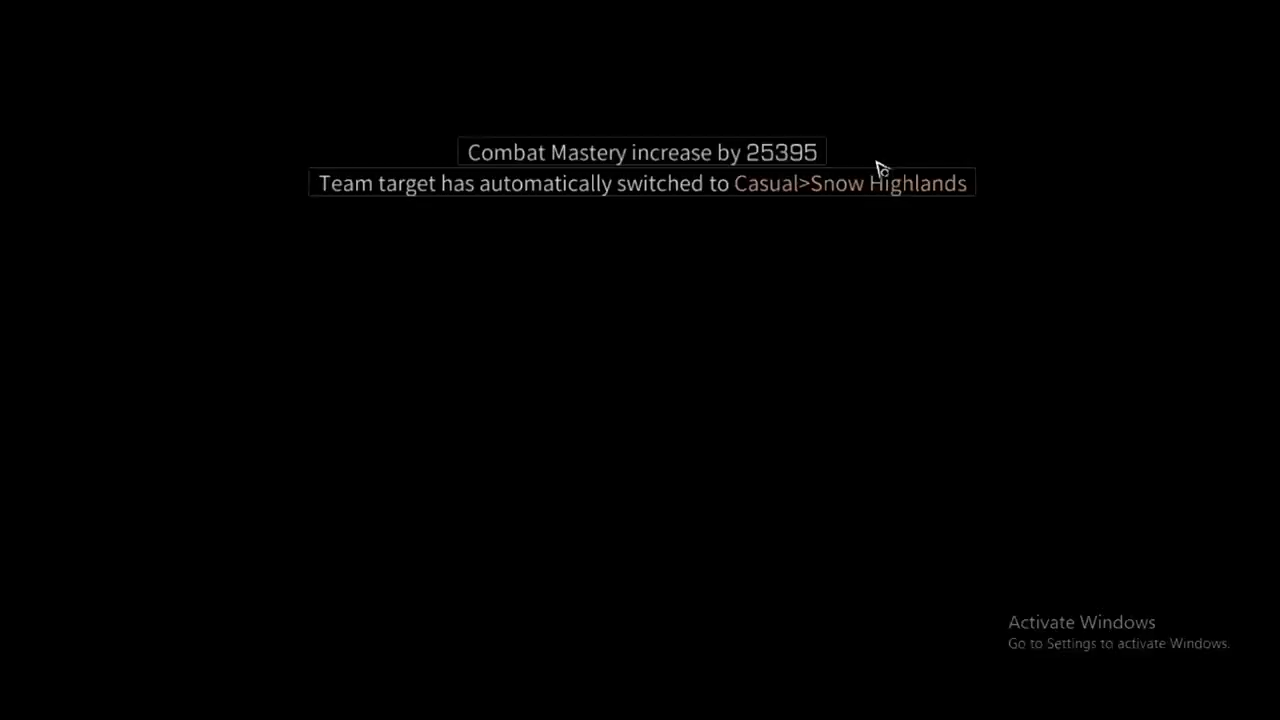 Combat Mastery increase by 25395
Team target has automatically switched to Casual>Snow Highlands
Activate Windows
Go to Settings to activate Windows.